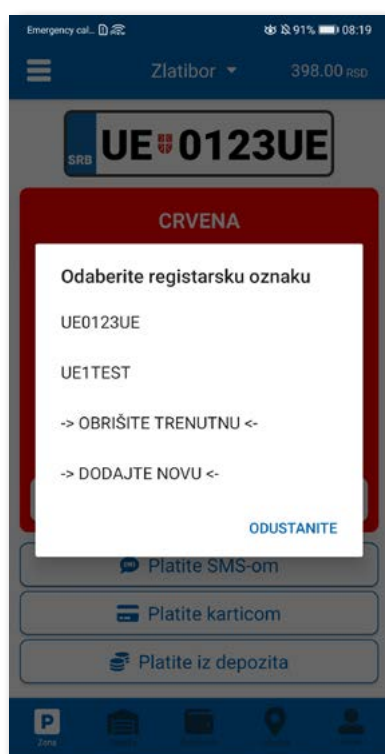 Emergency cal... 91% 08:19
Zlatibor 398.00 RSD
SRB UE 0123UE
CRVENA
Odaberite registarsku oznaku
UE0123UE
UE1TEST
-> OBRIŠITE TRENUTNU <-
-> DODAJTE NOVU <-
ODUSTANITE
Platite SMS-om
Platite karticom
Platite iz depozita
P
Zona